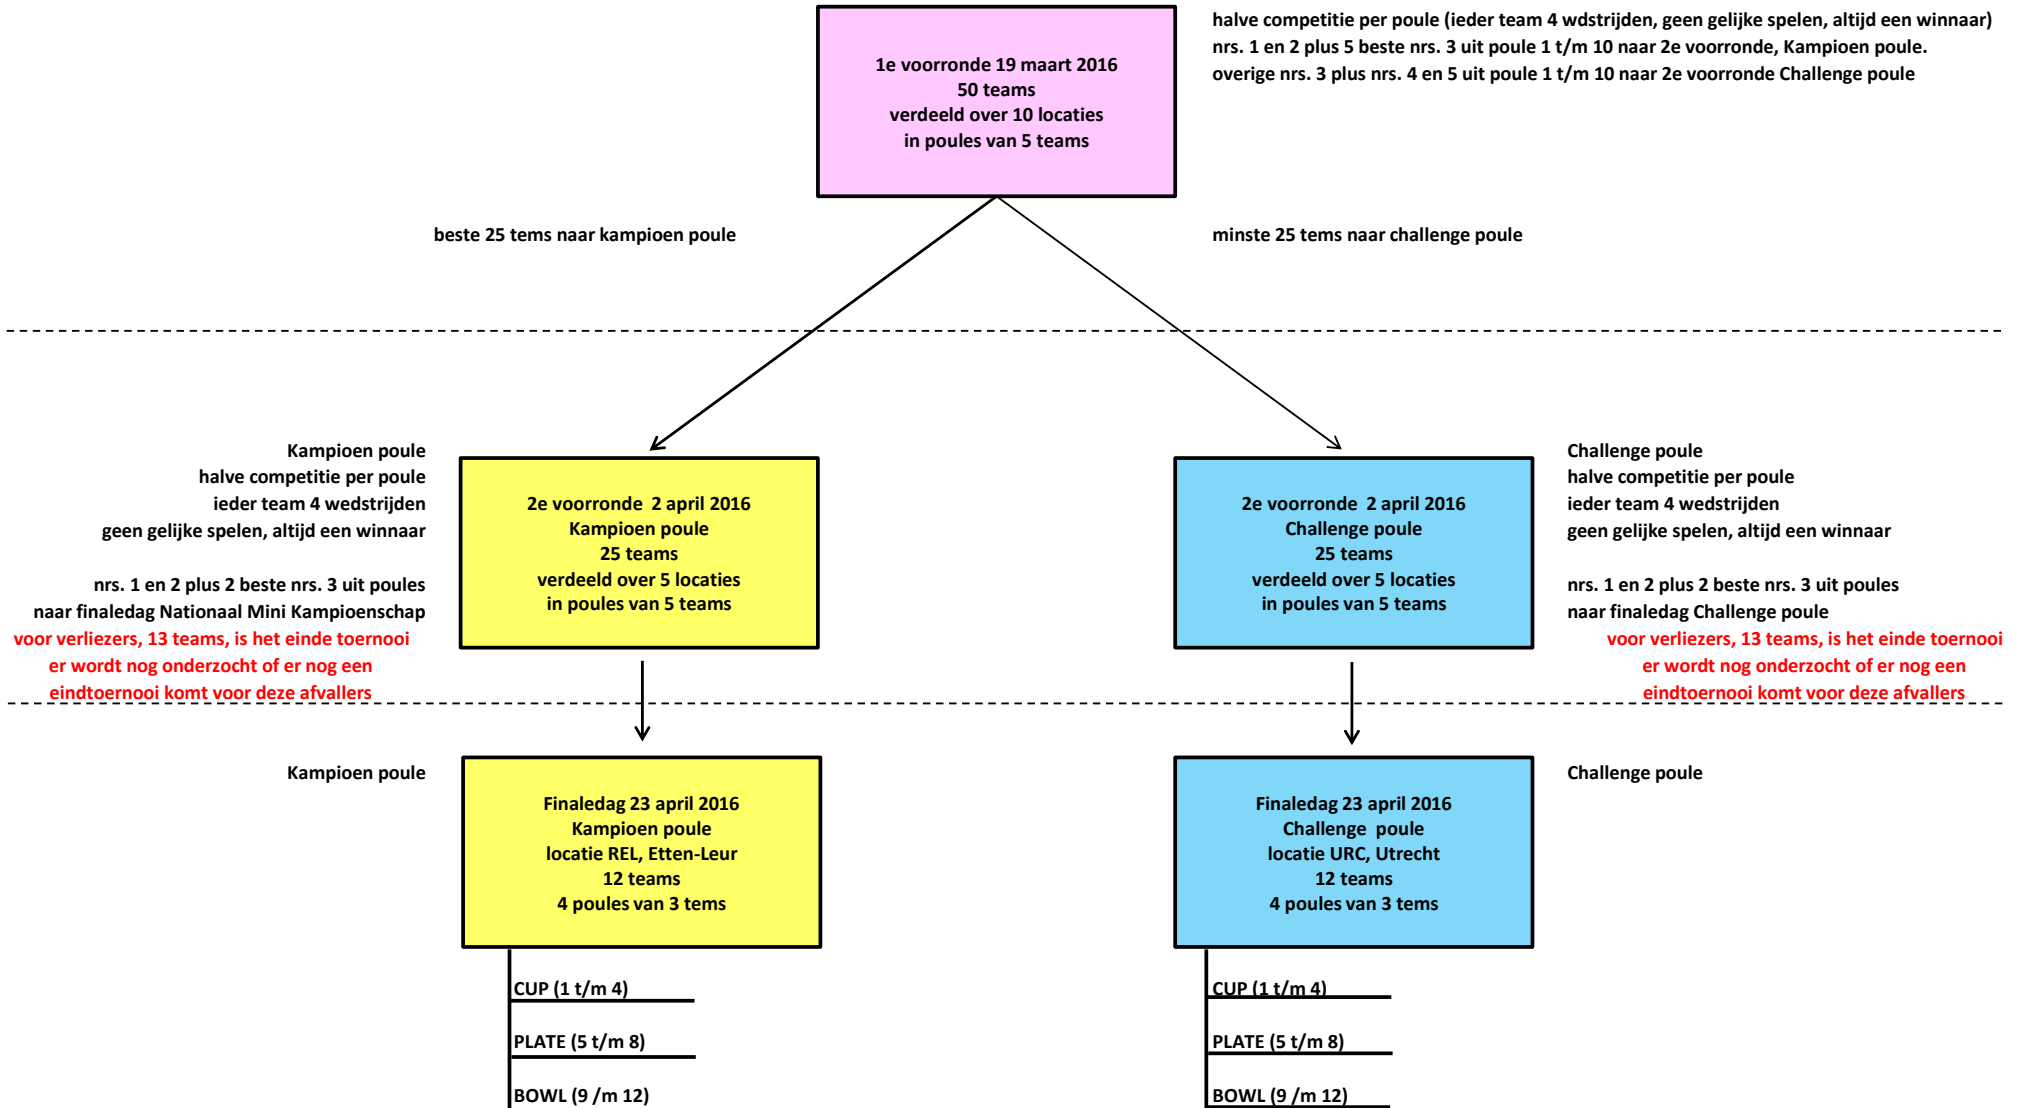 halve competitie per poule (ieder team 4 wdstrijden, geen gelijke spelen, altijd een winnaar)
nrs. 1 en 2 plus 5 beste nrs. 3 uit poule 1 t/m 10 naar 2e voorronde, Kampioen poule.
overige nrs. 3 plus nrs. 4 en 5 uit poule 1 t/m 10 naar 2e voorronde Challenge poule
1e voorronde 19 maart 2016
50 teams
verdeeld over 10 locaties
in poules van 5 teams
beste 25 tems naar kampioen poule
minste 25 tems naar challenge poule
Kampioen poule
halve competitie per poule
ieder team 4 wedstrijden
geen gelijke spelen, altijd een winnaar
nrs. 1 en 2 plus 2 beste nrs. 3 uit poules
naar finaledag Nationaal Mini Kampioenschap
voor verliezers, 13 teams, is het einde toernooi
er wordt nog onderzocht of er nog een
eindtoernooi komt voor deze afvallers
2e voorronde 2 april 2016
Kampioen poule
25 teams
verdeeld over 5 locaties
in poules van 5 teams
2e voorronde 2 april 2016
Challenge poule
25 teams
verdeeld over 5 locaties
in poules van 5 teams
Challenge poule
halve competitie per poule
ieder team 4 wedstrijden
geen gelijke spelen, altijd een winnaar
nrs. 1 en 2 plus 2 beste nrs. 3 uit poules
naar finaledag Challenge poule
voor verliezers, 13 teams, is het einde toernooi
er wordt nog onderzocht of er nog een
eindtoernooi komt voor deze afvallers
Kampioen poule
Finaledag 23 april 2016
Kampioen poule
locatie REL, Etten-Leur
12 teams
4 poules van 3 tems
Finaledag 23 april 2016
Challenge poule
locatie URC, Utrecht
12 teams
4 poules van 3 tems
Challenge poule
CUP (1 t/m 4)
PLATE (5 t/m 8)
BOWL (9 /m 12)
CUP (1 t/m 4)
PLATE (5 t/m 8)
BOWL (9 /m 12)